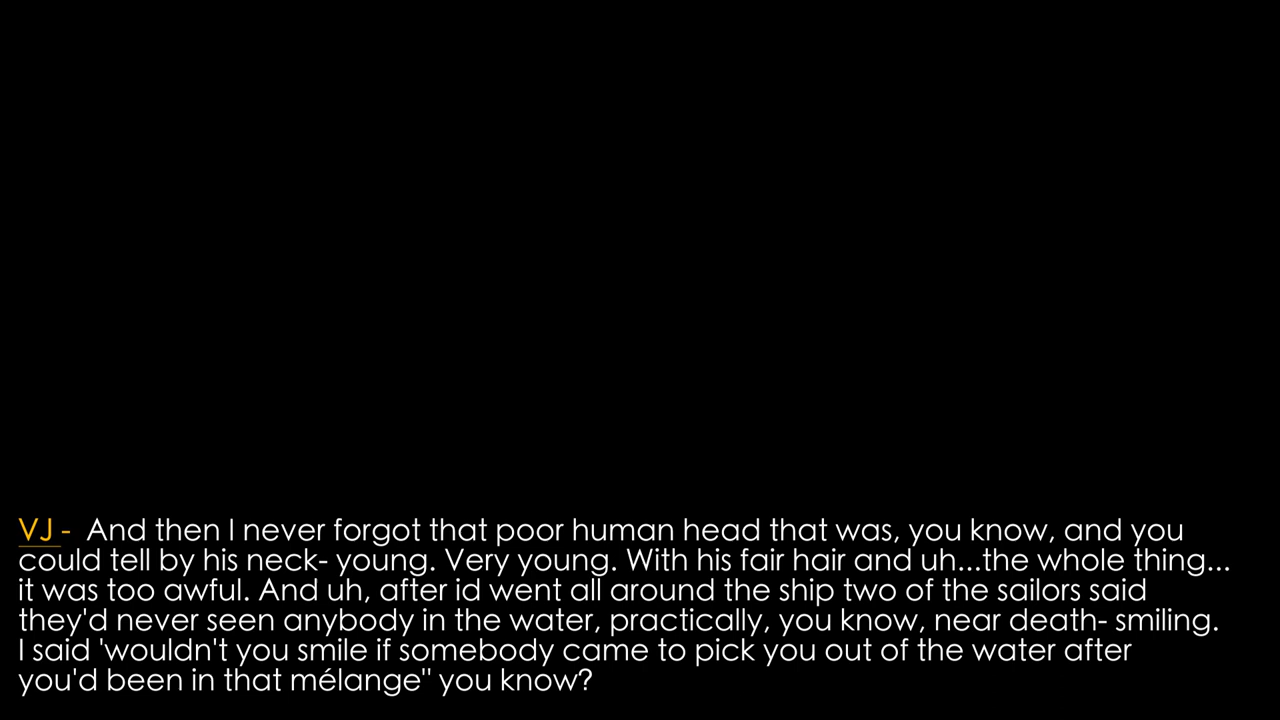 VJ -  And then I never forgot that poor human head that was, you know, and you
could tell by his neck- young. Very young. With his fair hair and uh...the whole thing...
it was too awful. And uh, after id went all around the ship two of the sailors said
they'd never seen anybody in the water, practically, you know, near death- smiling.
I said 'wouldn't you smile if somebody came to pick you out of the water after
you'd been in that mélange" you know?